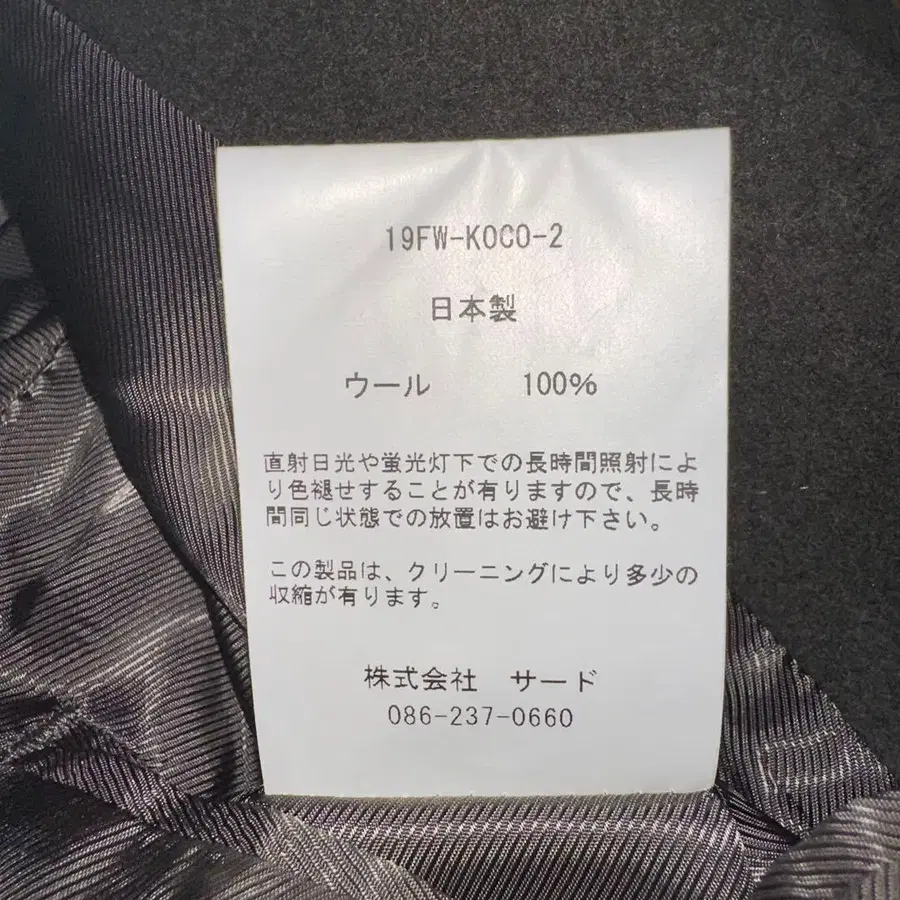 19FW-KOCO-2
日本製
ウール 100%
直射日光や蛍光灯下での長時間照射によ
り色褪せすることが有りますので、長時
間同じ状態での放置はお避け下さい。
この製品は、クリーニングにより多少の
収縮が有ります。
株式会社 サード
086-237-0660